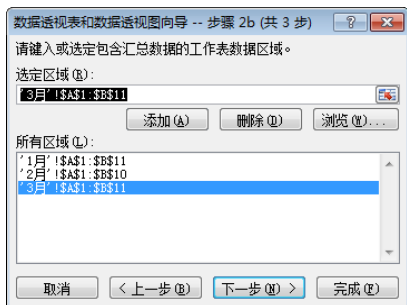 数据透视表和数据透视图向导 -- 步骤 2b (共 3 步)
请键入或选定包含汇总数据的工作表数据区域。
选定区域(R):
'3月'!$A$1:$B$11
添加(A) 删除(D) 浏览(W)...
所有区域(L):
'1月'!$A$1:$B$11
'2月'!$A$1:$B$10
'3月'!$A$1:$B$11
取消 < 上一步(B) 下一步(N) > 完成(F)